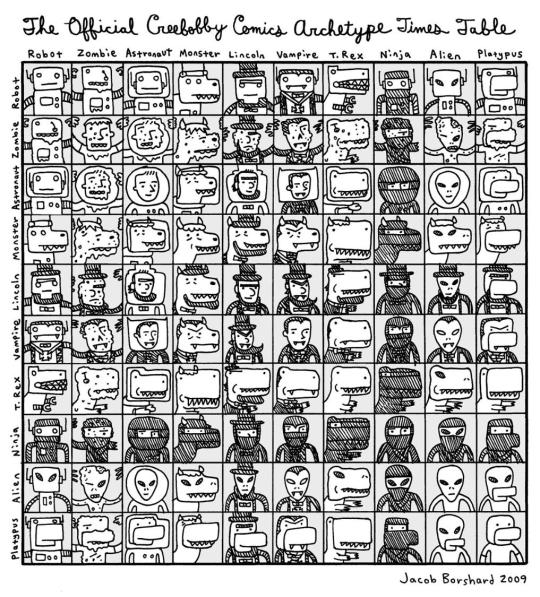 The Official Creebobby Comics Archetype Times Table
Robot Zombie Astronaut Monster Lincoln Vampire T.Rex Ninja Alien Platypus
Robot
Zombie
Astronaut
Monster
Lincoln
Vampire
T.Rex
Ninja
Alien
Platypus
Jacob Borshard 2009